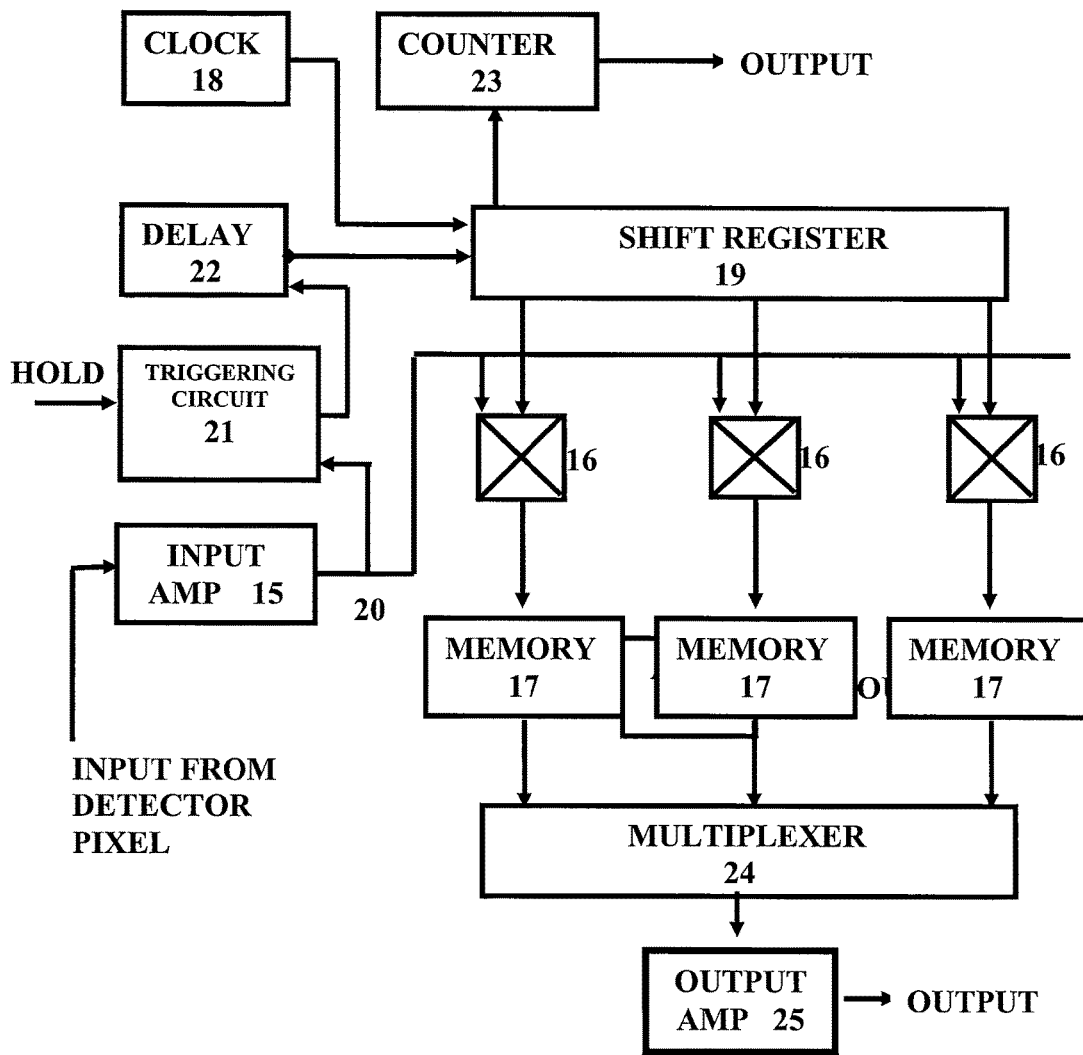 CLOCK
18
COUNTER
23
OUTPUT
DELAY
22
SHIFT REGISTER
19
HOLD
TRIGGERING
CIRCUIT
21
16
16
16
INPUT
AMP 15
20
MEMORY
17
MEMORY
17
MEMORY
17
INPUT FROM
DETECTOR
PIXEL
MULTIPLEXER
24
OUTPUT
AMP 25
OUTPUT